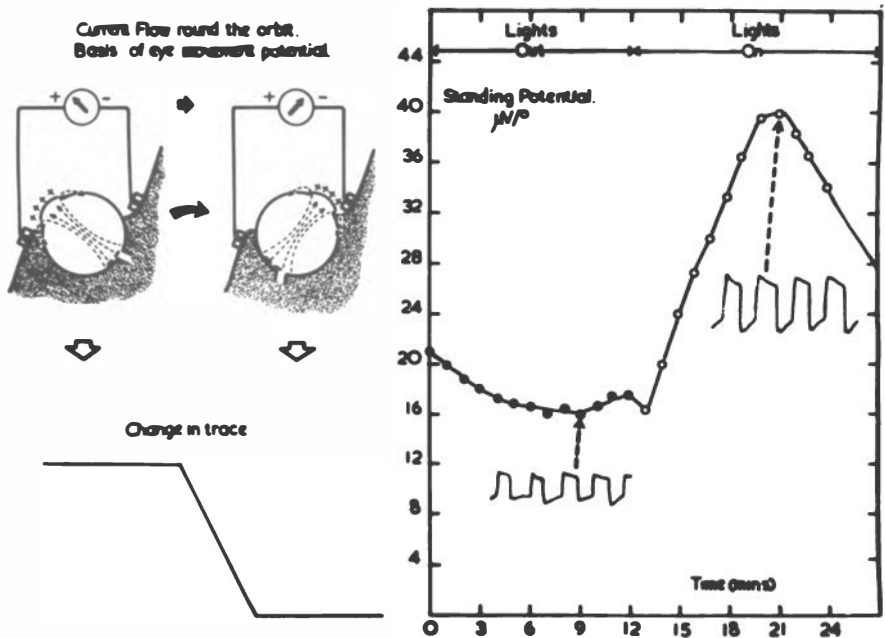 Current Flow round the orbit.
Basis of eye movement potential
+ -
+ -
Change in trace
Lights Lights
Out On
44
Standing Potential.
µV/°
40
36
32
28
24
20
16
12
8
4
Time (mins)
0 3 6 9 12 15 18 21 24